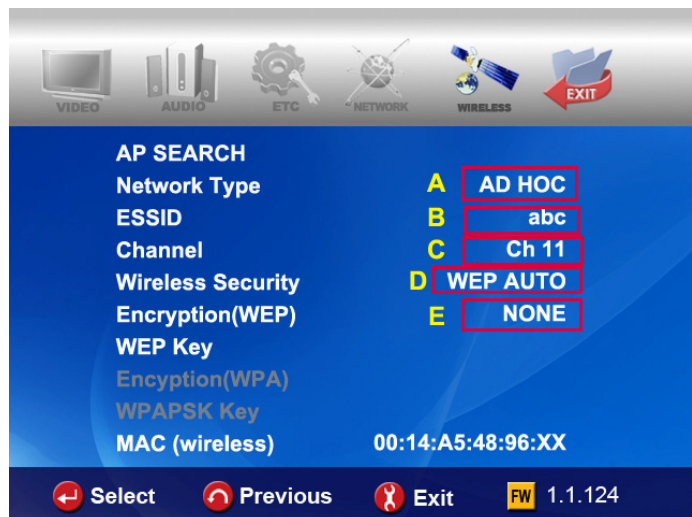 VIDEO AUDIO ETC NETWORK WIRELESS EXIT
AP SEARCH
Network Type A AD HOC
ESSID B abc
Channel C Ch 11
Wireless Security D WEP AUTO
Encryption(WEP) E NONE
WEP Key
Encyption(WPA)
WPAPSK Key
MAC (wireless) 00:14:A5:48:96:XX
Select Previous Exit FW 1.1.124